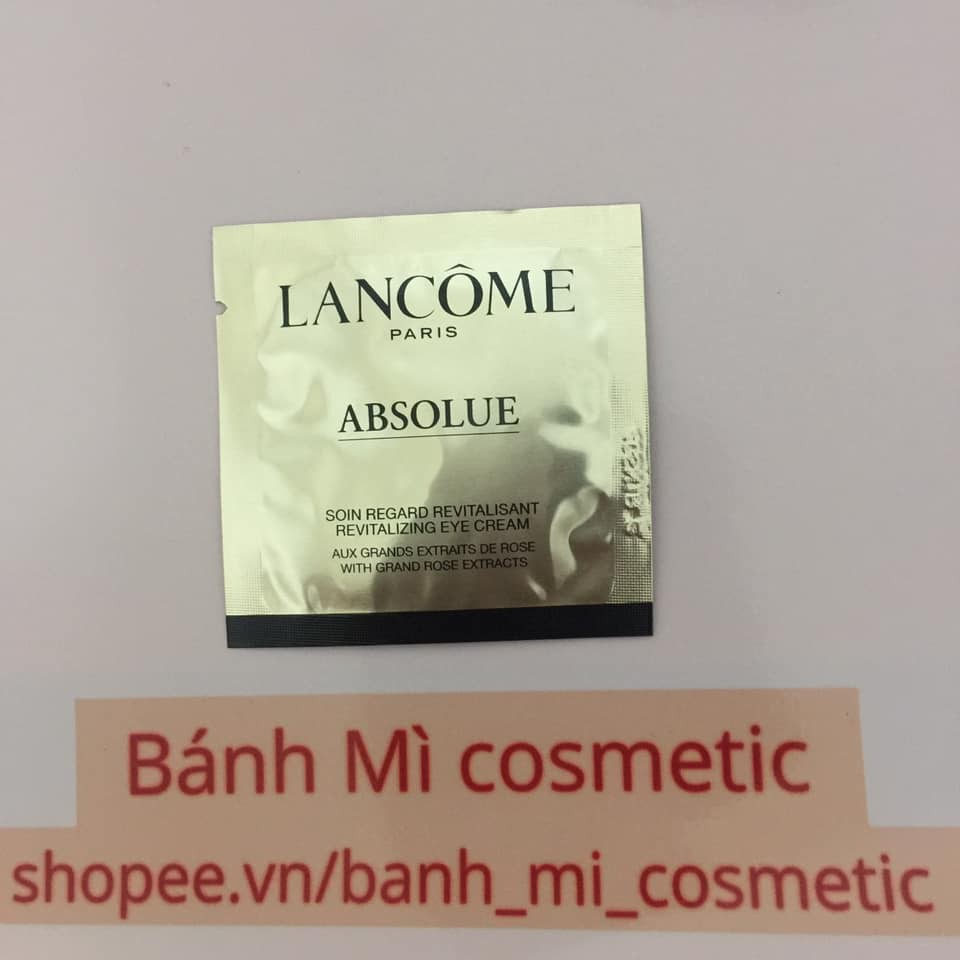 LANCÔME
PARIS
ABSOLUE
SOIN REGARD REVITALISANT
REVITALIZING EYE CREAM
AUX GRANDS EXTRAITS DE ROSE
WITH GRAND ROSE EXTRACTS
Bánh Mì cosmetic
shopee.vn/banh_mi_cosmetic